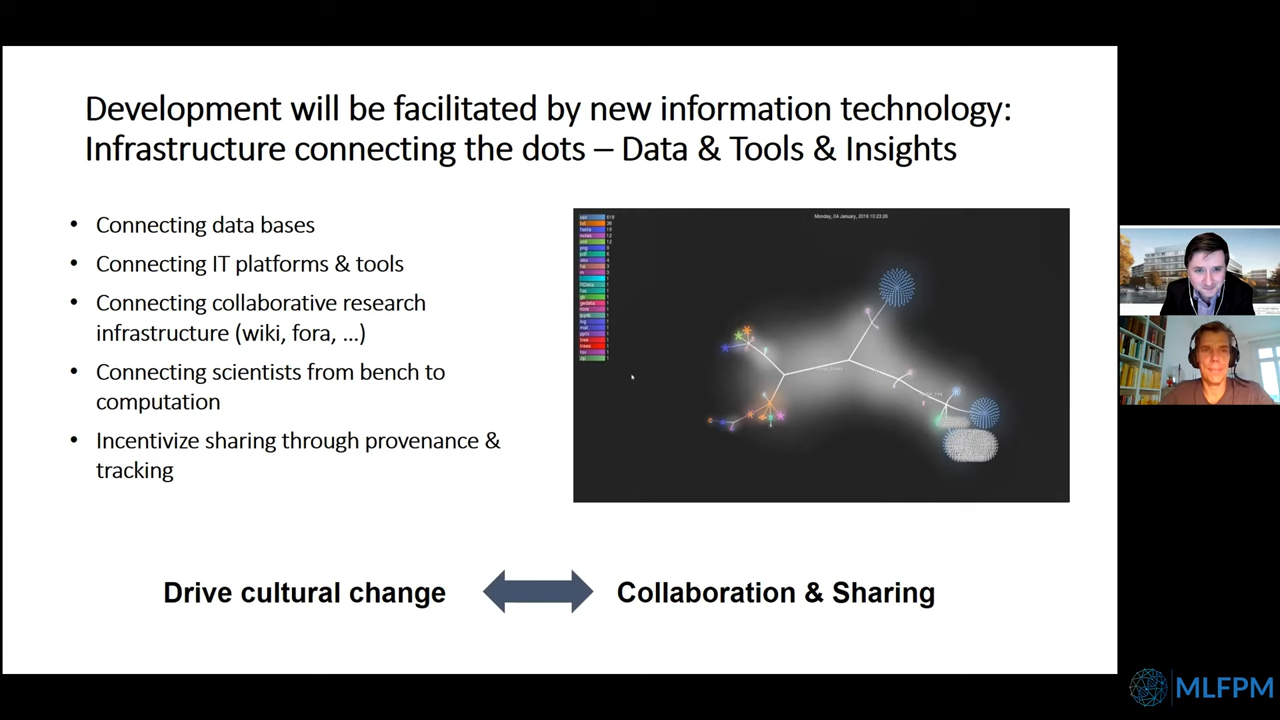 Development will be facilitated by new information technology:
Infrastructure connecting the dots – Data & Tools & Insights
• Connecting data bases
• Connecting IT platforms & tools
• Connecting collaborative research
infrastructure (wiki, fora, …)
• Connecting scientists from bench to
computation
• Incentivize sharing through provenance &
tracking
Drive cultural change
Collaboration & Sharing
MLFPM